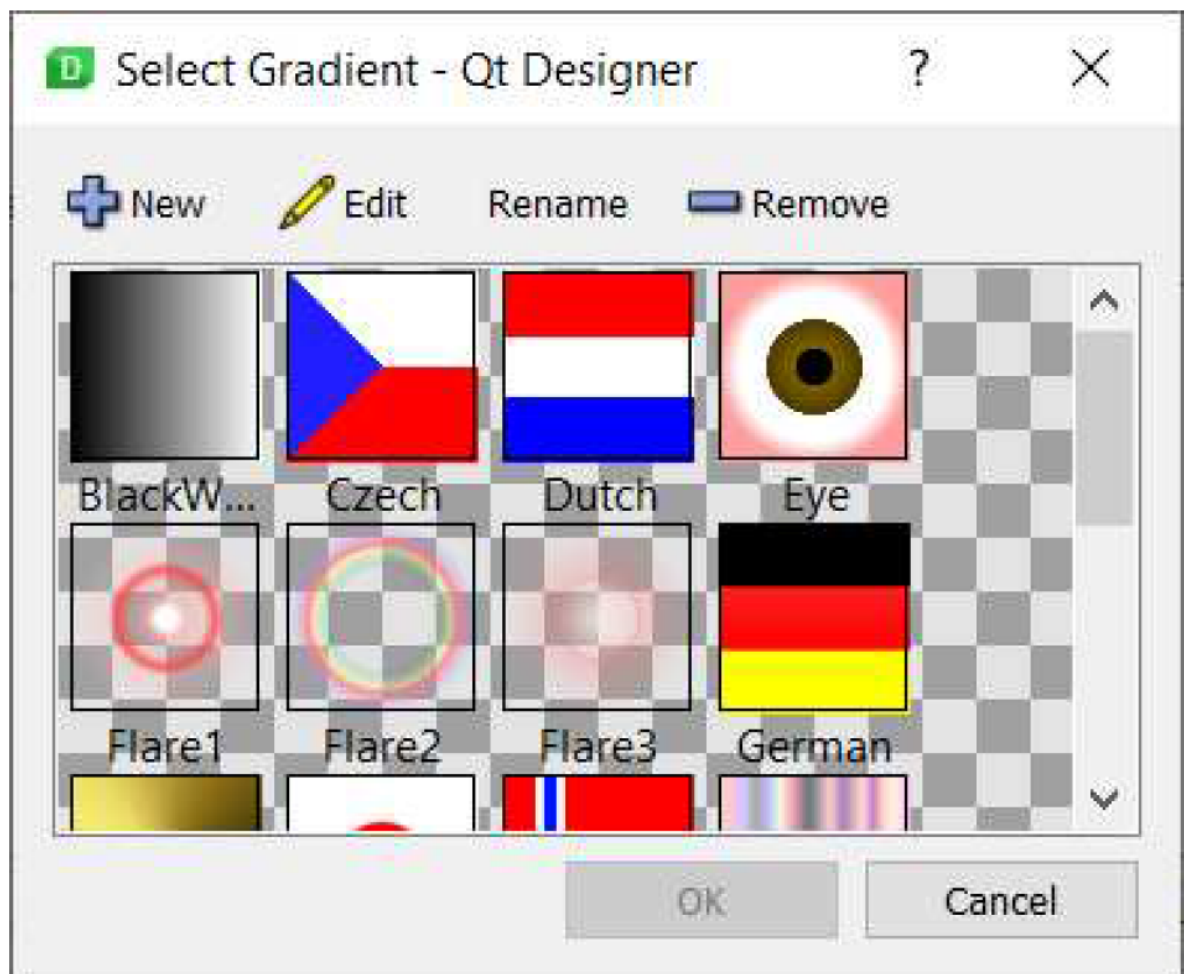 D Select Gradient - Qt Designer ?
New Edit Rename Remove
BlackW... Czech Dutch Eye
Flare1 Flare2 Flare3 German
OK Cancel